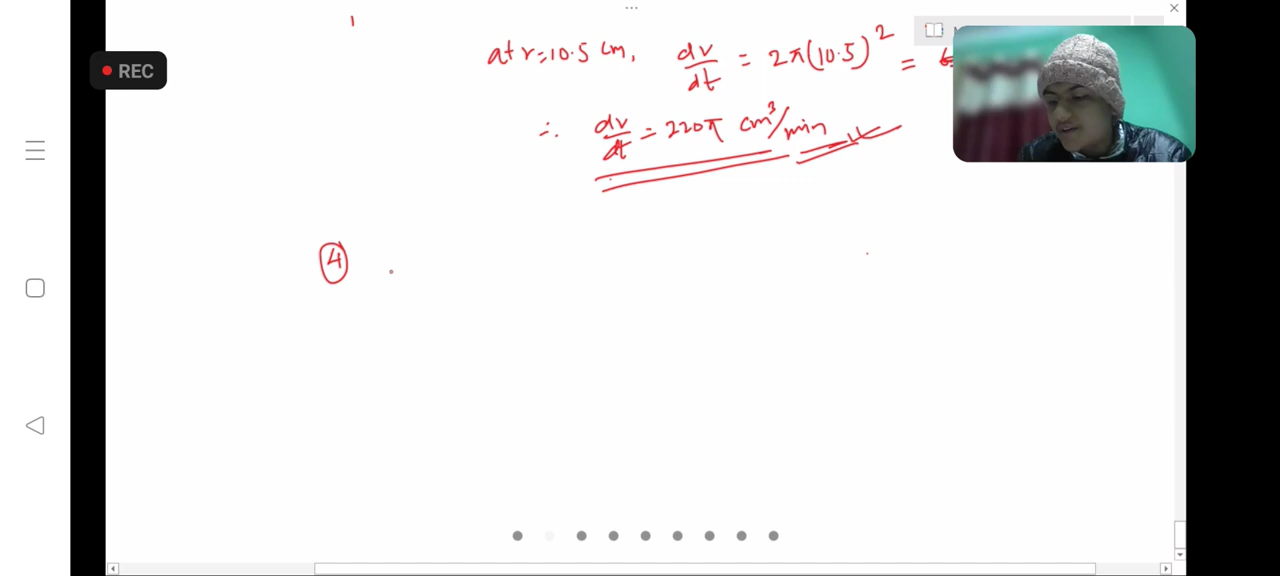 at r=10.5 cm, dv/dt = 2π(10.5)² =
REC
∴ dv/dt = 220π cm³/min
④